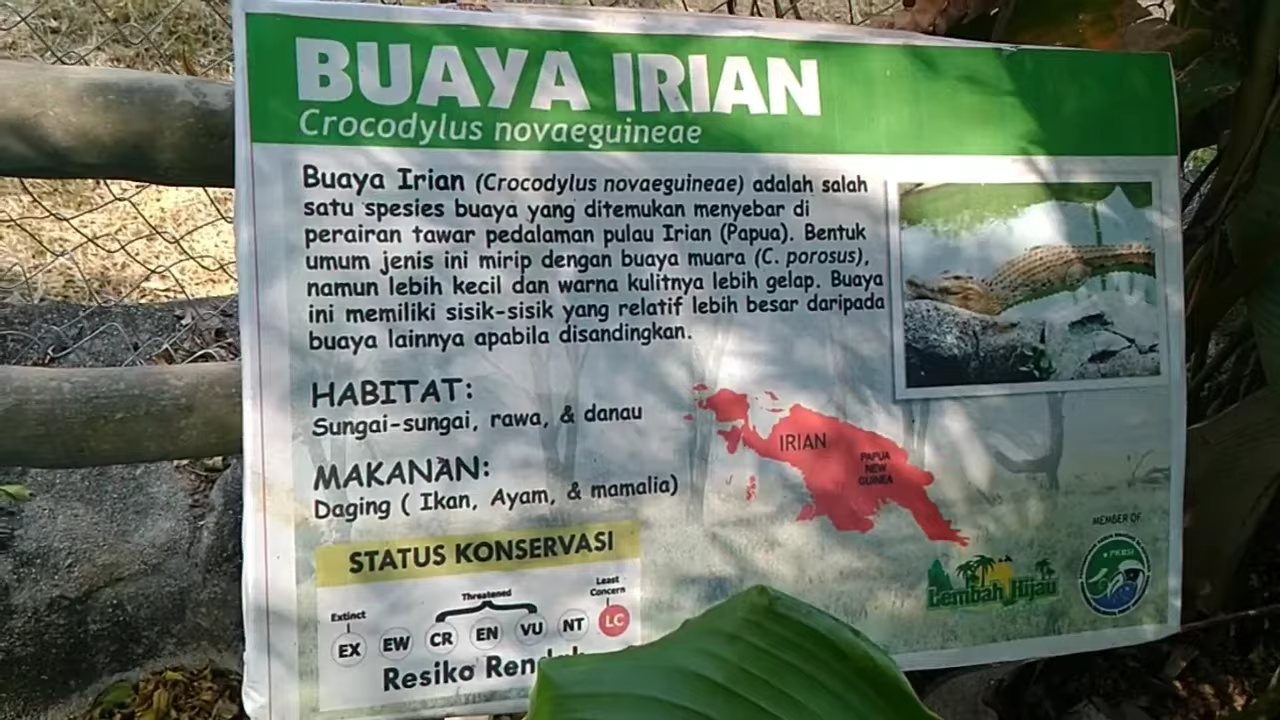 BUAYA IRIAN
Crocodylus novaeguineae
Buaya Irian (Crocodylus novaeguineae) adalah salah
satu spesies buaya yang ditemukan menyebar di
perairan tawar pedalaman pulau Irian (Papua). Bentuk
umum jenis ini mirip dengan buaya muara (C. porosus),
namun lebih kecil dan warna kulitnya lebih gelap. Buaya
ini memiliki sisik-sisik yang relatif lebih besar daripada
buaya lainnya apabila disandingkan.
HABITAT:
Sungai-sungai, rawa, & danau
MAKANAN:
Daging ( Ikan, Ayam, & mamalia)
IRIAN
PAPUA
NEW
GUINEA
STATUS KONSERVASI
Extinct
Threatened
Least
Concern
EX EW CR EN VU NT LC
Resiko
Lembah Hijau
MEMBER OF
PKBSI